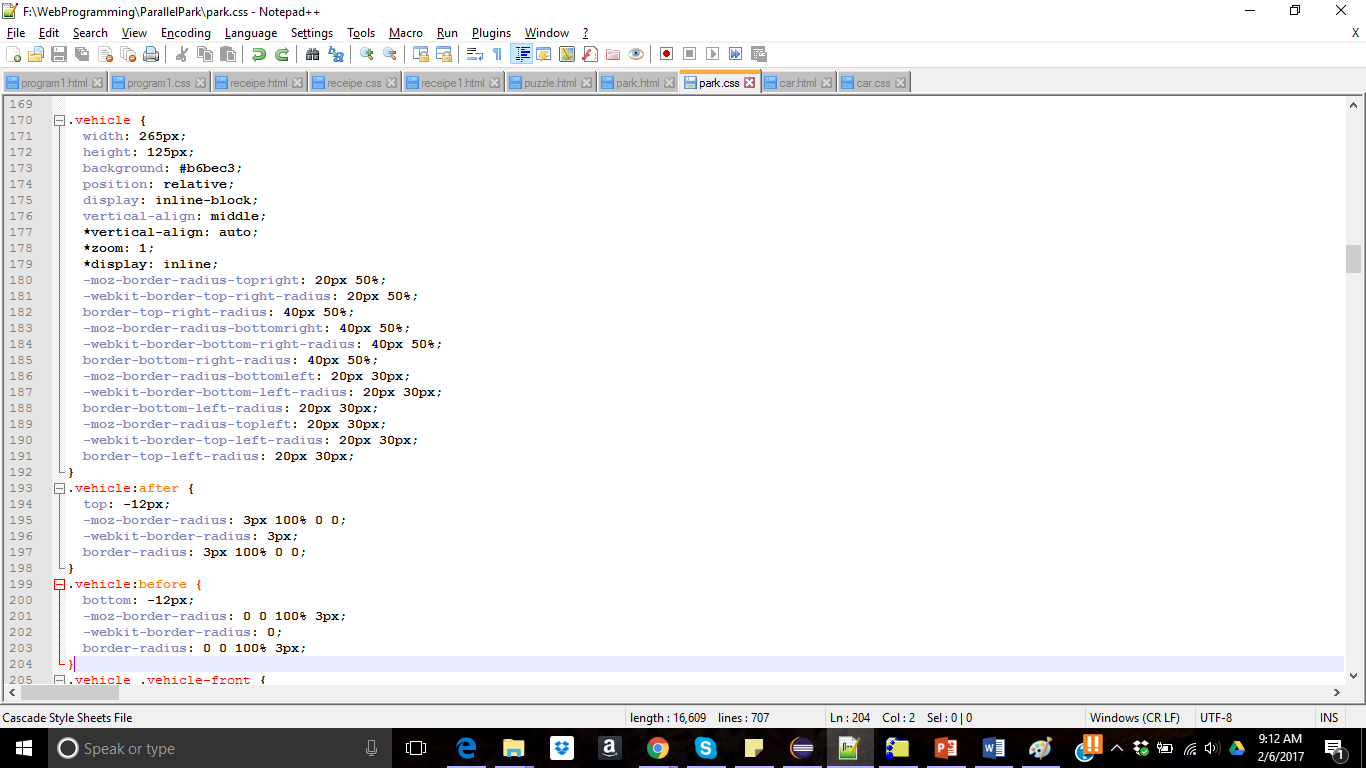 F:\WebProgramming\ParallelPark\park.css - Notepad++
File Edit Search View Encoding Language Settings Tools Macro Run Plugins Window ? X
program1.html program1.css receipe.html receipe.css receipe1.html puzzle.html park.html park.css car.html car.css
169
170 .vehicle {
171 width: 265px;
172 height: 125px;
173 background: #b6bec3;
174 position: relative;
175 display: inline-block;
176 vertical-align: middle;
177 *vertical-align: auto;
178 *zoom: 1;
179 *display: inline;
180 -moz-border-radius-topright: 20px 50%;
181 -webkit-border-top-right-radius: 20px 50%;
182 border-top-right-radius: 40px 50%;
183 -moz-border-radius-bottomright: 40px 50%;
184 -webkit-border-bottom-right-radius: 40px 50%;
185 border-bottom-right-radius: 40px 50%;
186 -moz-border-radius-bottomleft: 20px 30px;
187 -webkit-border-bottom-left-radius: 20px 30px;
188 border-bottom-left-radius: 20px 30px;
189 -moz-border-radius-topleft: 20px 30px;
190 -webkit-border-top-left-radius: 20px 30px;
191 border-top-left-radius: 20px 30px;
192 }
193 .vehicle:after {
194 top: -12px;
195 -moz-border-radius: 3px 100% 0 0;
196 -webkit-border-radius: 3px;
197 border-radius: 3px 100% 0 0;
198 }
199 .vehicle:before {
200 bottom: -12px;
201 -moz-border-radius: 0 0 100% 3px;
202 -webkit-border-radius: 0;
203 border-radius: 0 0 100% 3px;
204 }
205 .vehicle .vehicle-front {
Cascade Style Sheets File length : 16,609 lines : 707 Ln : 204 Col : 2 Sel : 0 | 0 Windows (CR LF) UTF-8 INS
Speak or type
9:12 AM
2/6/2017